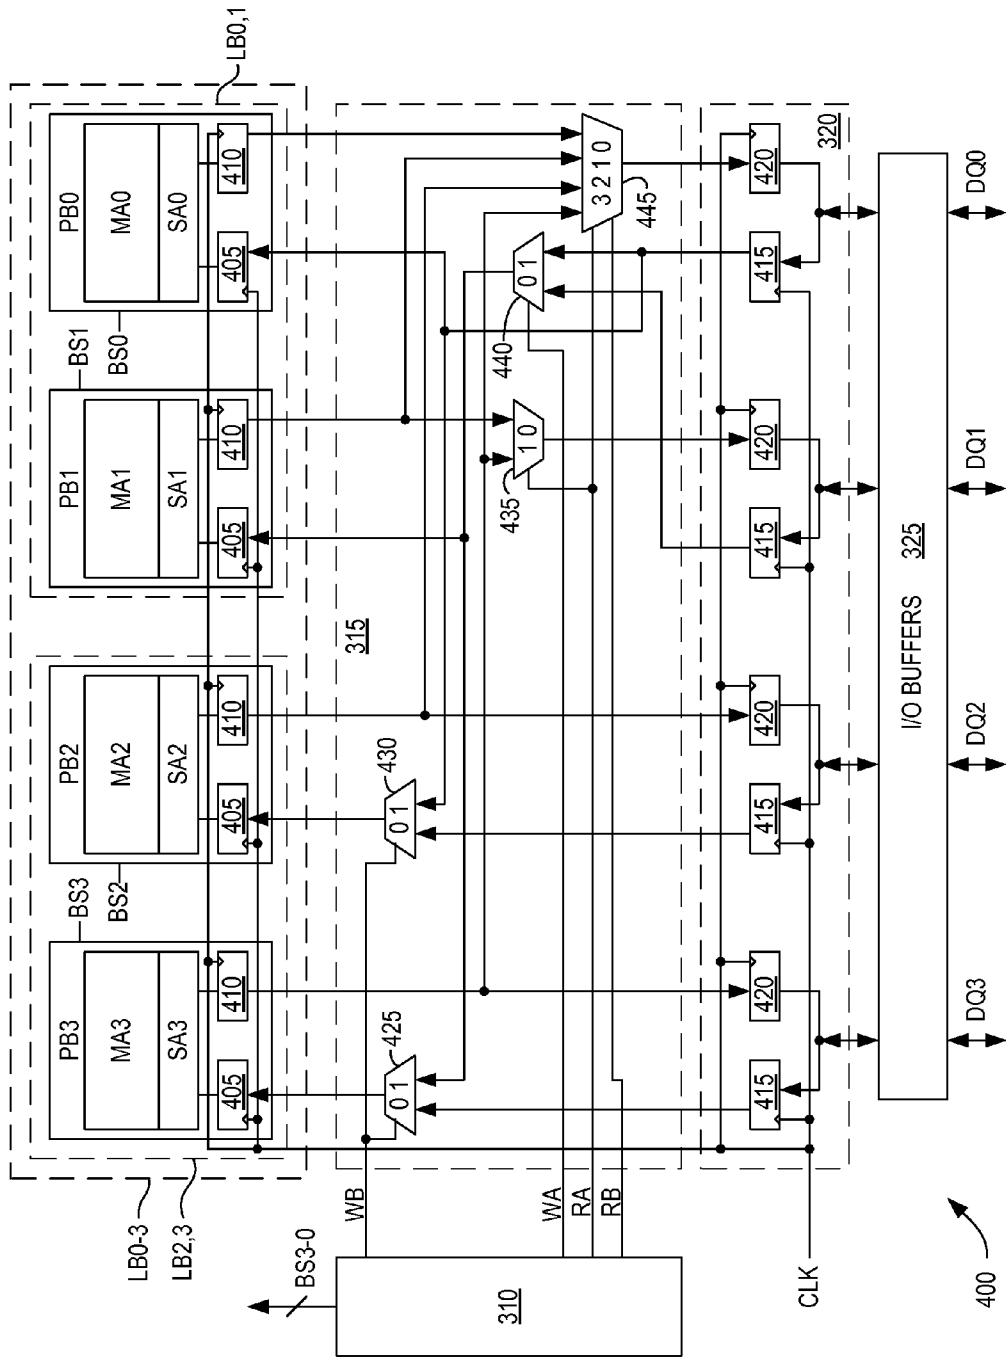 LB0-3
LB2,3
BS3
BS2
BS1
BS0
LB0,1
PB3
MA3
SA3
405
410
PB2
MA2
SA2
405
410
PB1
MA1
SA1
405
410
PB0
MA0
SA0
405
410
BS3-0
310
WB
WA
RA
RB
CLK
315
425
0 1
430
0 1
435
1 0
440
0 1
445
3 2 1 0
320
415
420
415
420
415
420
415
420
I/O BUFFERS 325
DQ3
DQ2
DQ1
DQ0
400